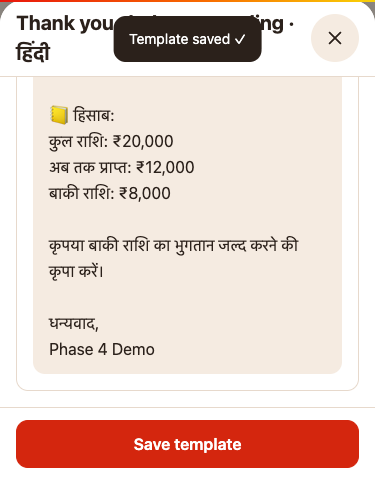 Thank you
ing ·
हिंदी
Template saved ✓
📒 हिसाब:
कुल राशि: ₹20,000
अब तक प्राप्त: ₹12,000
बाकी राशि: ₹8,000
कृपया बाकी राशि का भुगतान जल्द करने की
कृपा करें।
धन्यवाद,
Phase 4 Demo
Save template